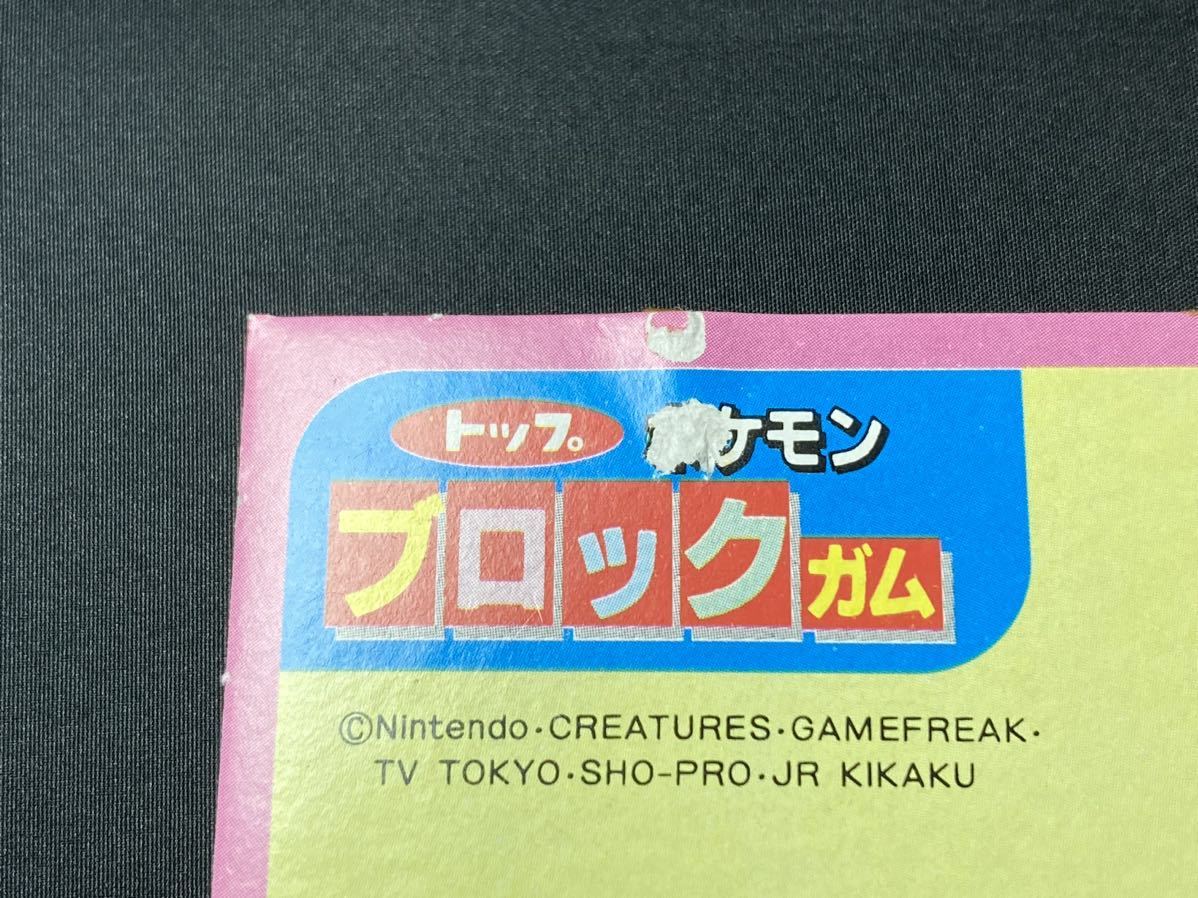 トップ。 ポケモン
ブロックガム
©Nintendo・CREATURES・GAMEFREAK・
TV TOKYO・SHO-PRO・JR KIKAKU